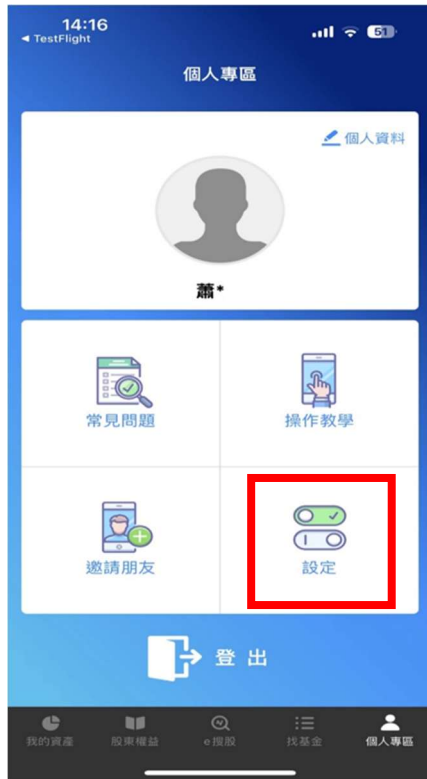 14:16
51
◀ TestFlight
個人專區
個人資料
蕭*
常見問題
操作教學
邀請朋友
設定
登出
我的資產
股東權益
e搜股
找基金
個人專區